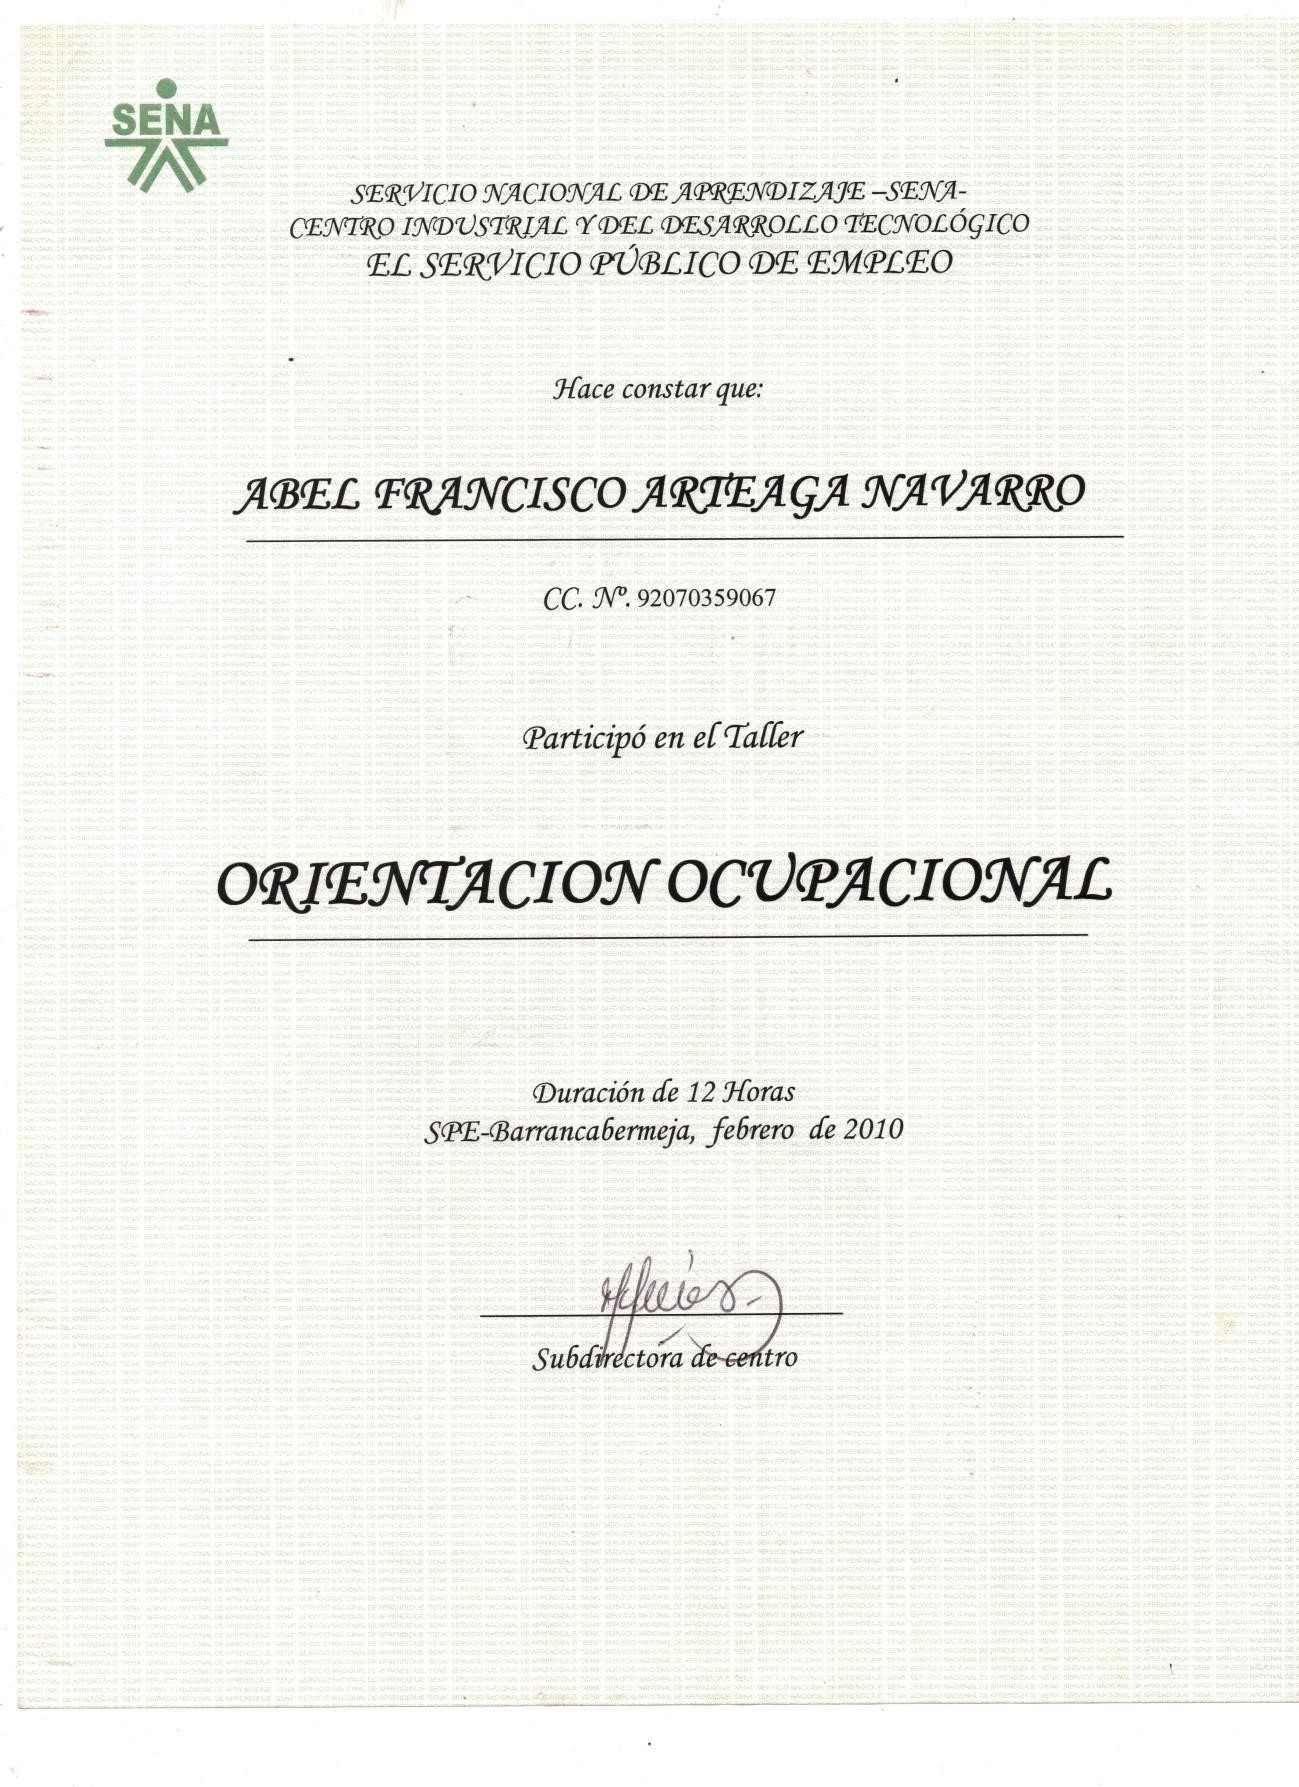 SENA
SERVICIO NACIONAL DE APRENDIZAJE –SENA-
CENTRO INDUSTRIAL Y DEL DESARROLLO TECNOLÓGICO
EL SERVICIO PÚBLICO DE EMPLEO
Hace constar que:
ABEL FRANCISCO ARTEAGA NAVARRO
CC. Nº. 92070359067
Participó en el Taller
ORIENTACION OCUPACIONAL
Duración de 12 Horas
SPE-Barrancabermeja, febrero de 2010
Subdirectora de centro